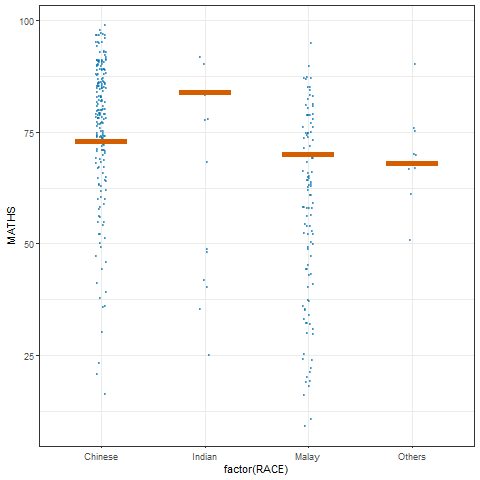 100
75
50
25
MATHS
Chinese
Indian
Malay
Others
factor(RACE)